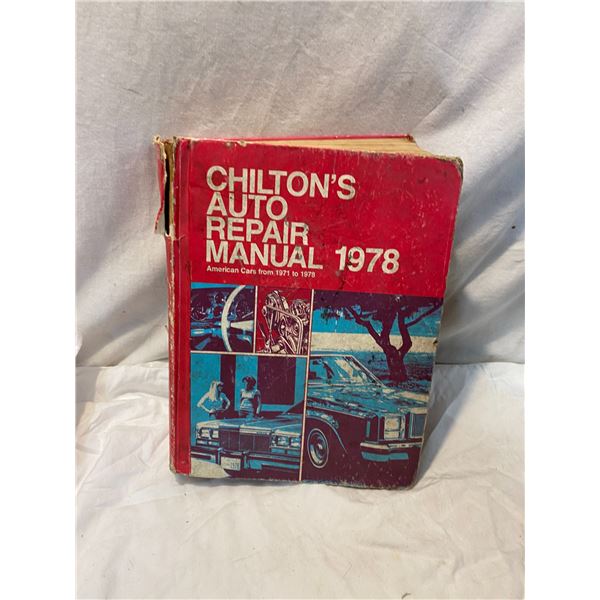 CHILTON'S
AUTO
REPAIR
MANUAL 1978
American Cars from 1971 to 1978